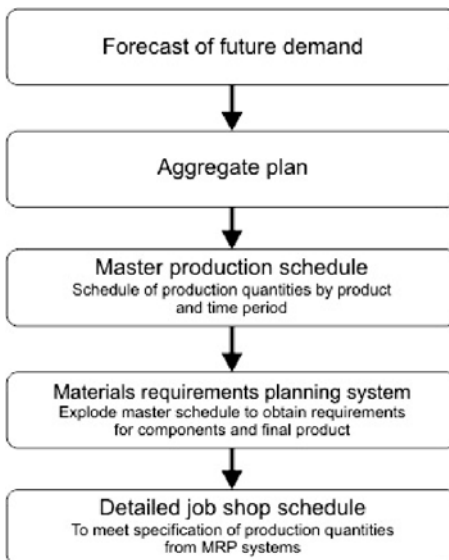 Forecast of future demand
Aggregate plan
Master production schedule
Schedule of production quantities by product
and time period
Materials requirements planning system
Explode master schedule to obtain requirements
for components and final product
Detailed job shop schedule
To meet specification of production quantities
from MRP systems